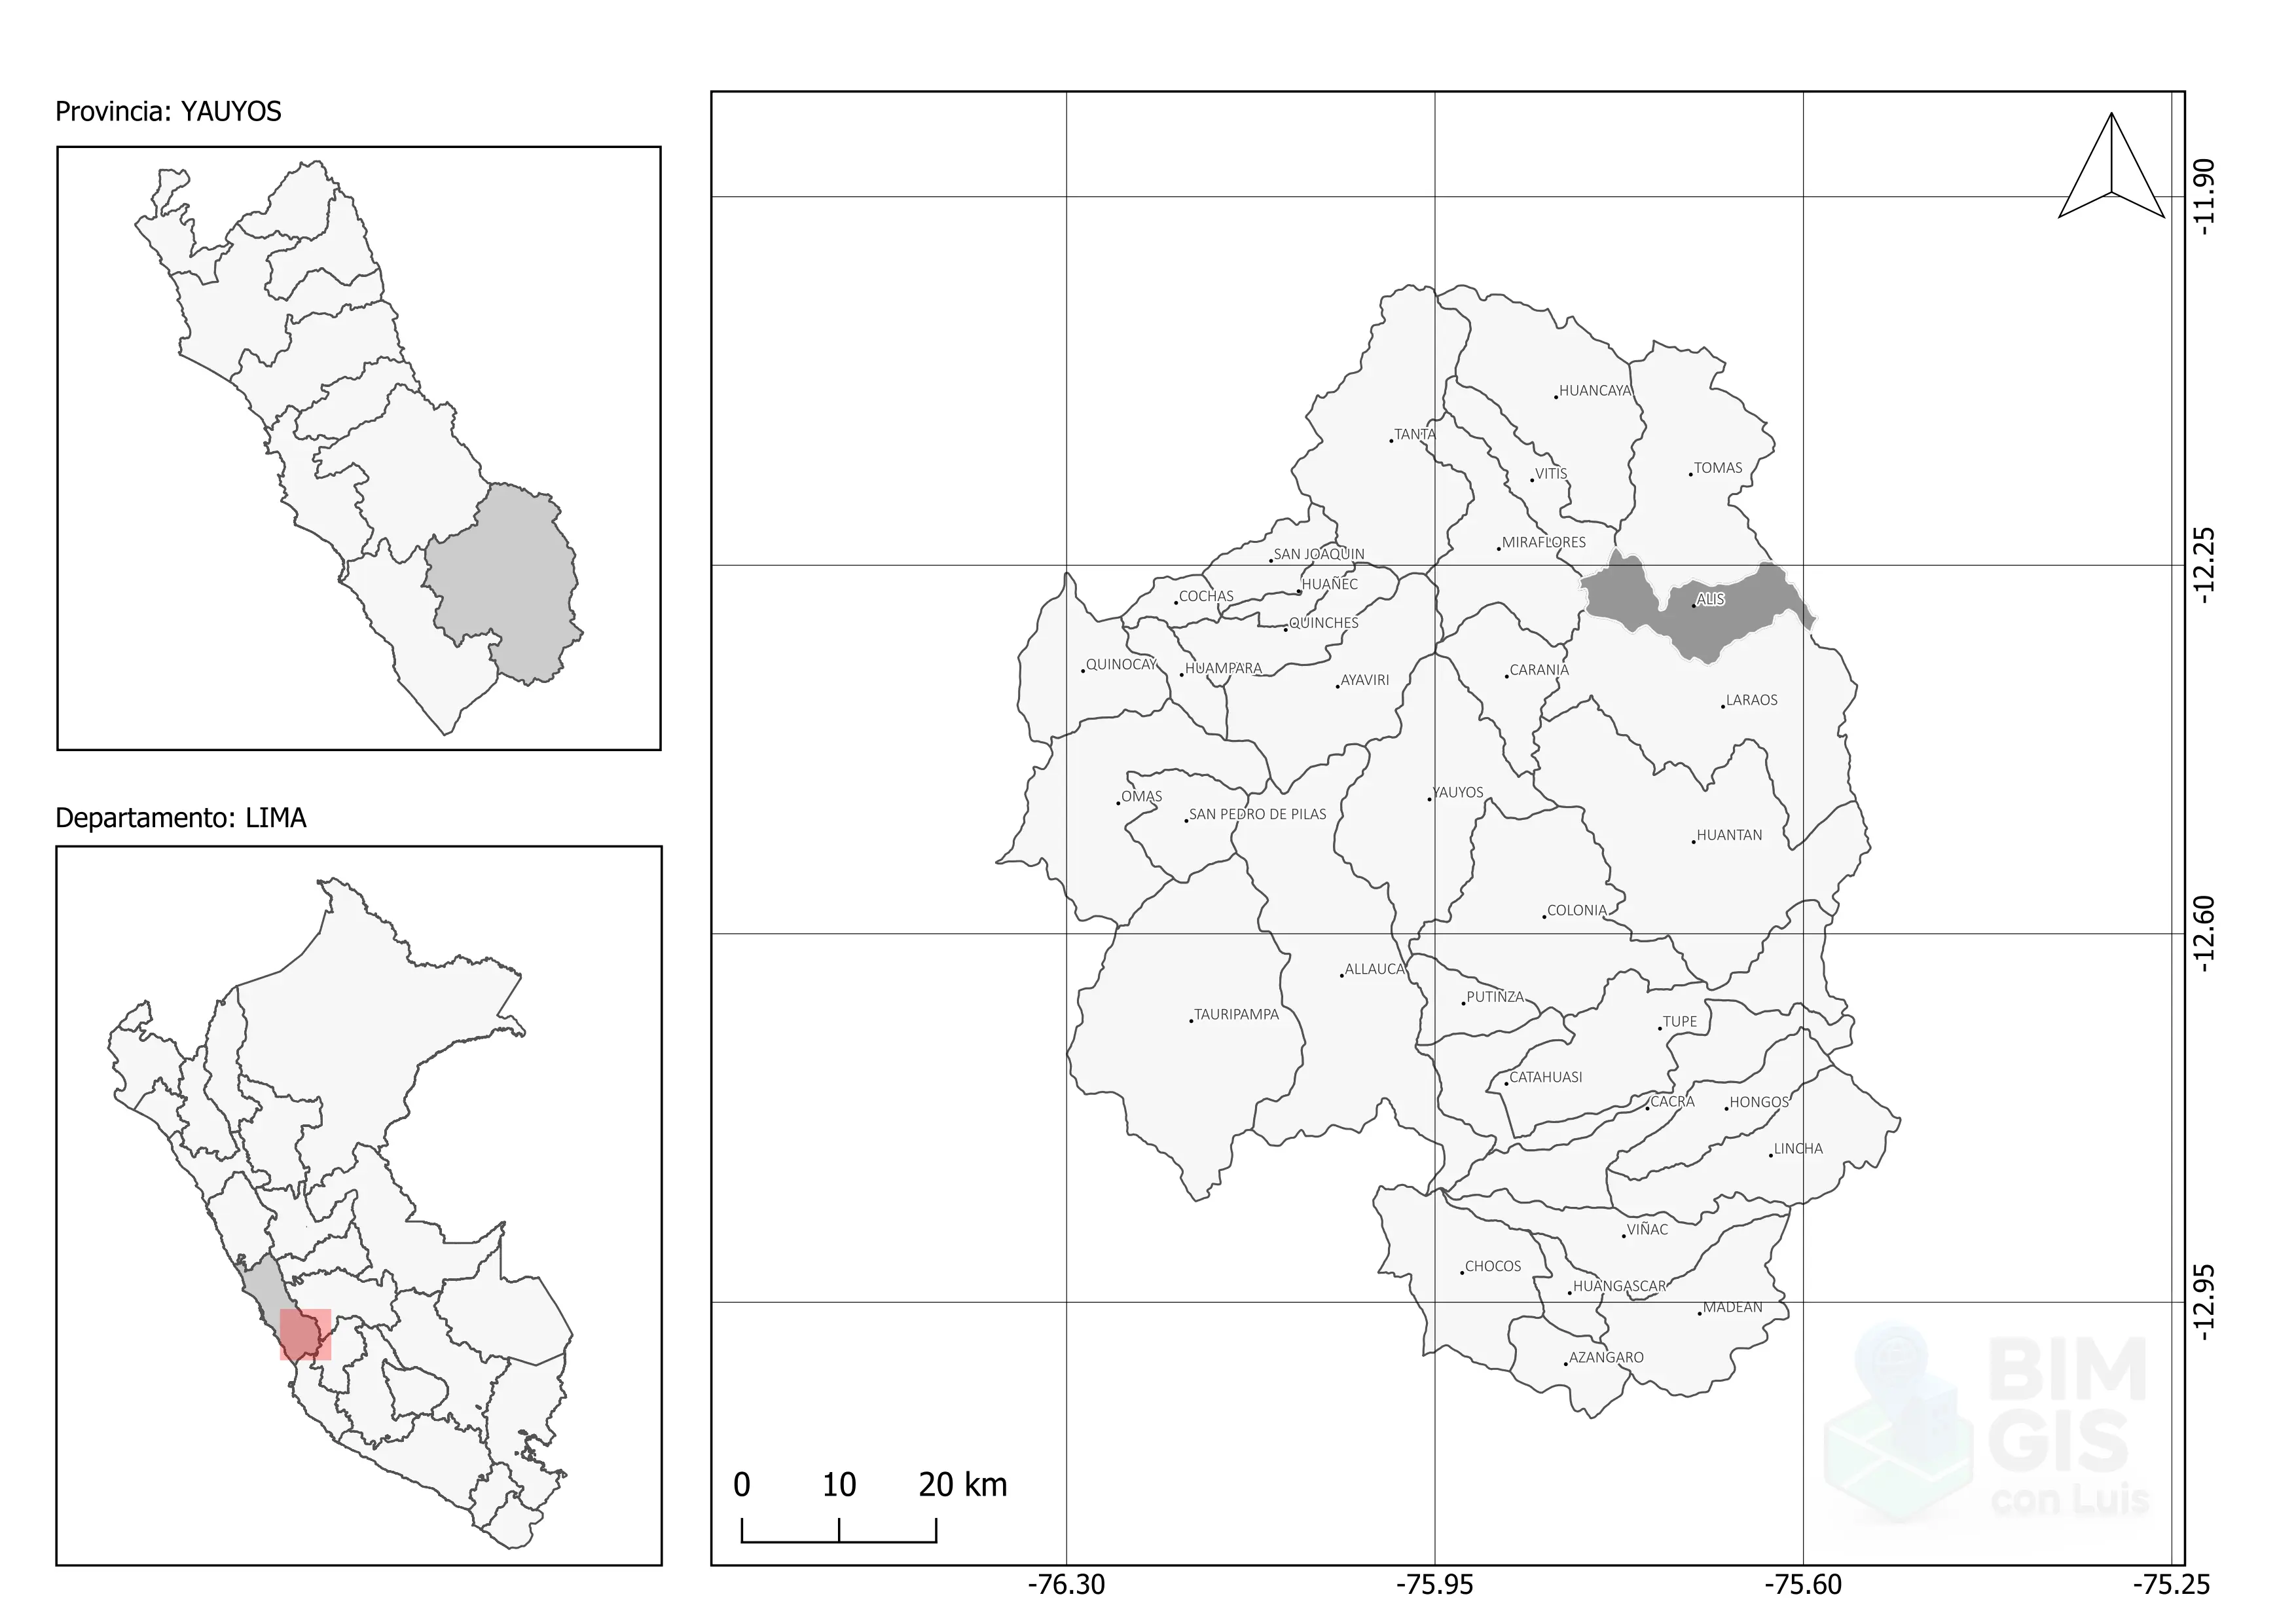 Provincia: YAUYOS
Departamento: LIMA
HUANCAYA
TANTA
TOMAS
VITIS
MIRAFLORES
SAN JOAQUIN
HUAÑEC
COCHAS
ALIS
QUINCHES
QUINOCAY
HUAMPARA
AYAVIRI
CARANIA
LARAOS
OMAS
SAN PEDRO DE PILAS
YAUYOS
HUANTAN
COLONIA
ALLAUCA
PUTINZA
TAURIPAMPA
TUPE
CATAHUASI
CACRA
HONGOS
LINCHA
VIÑAC
CHOCOS
HUANGASCAR
MADEAN
AZANGARO
-11.90
-12.25
-12.60
-12.95
0 10 20 km
-76.30 -75.95 -75.60 -75.25
BIM
GIS
con Luis